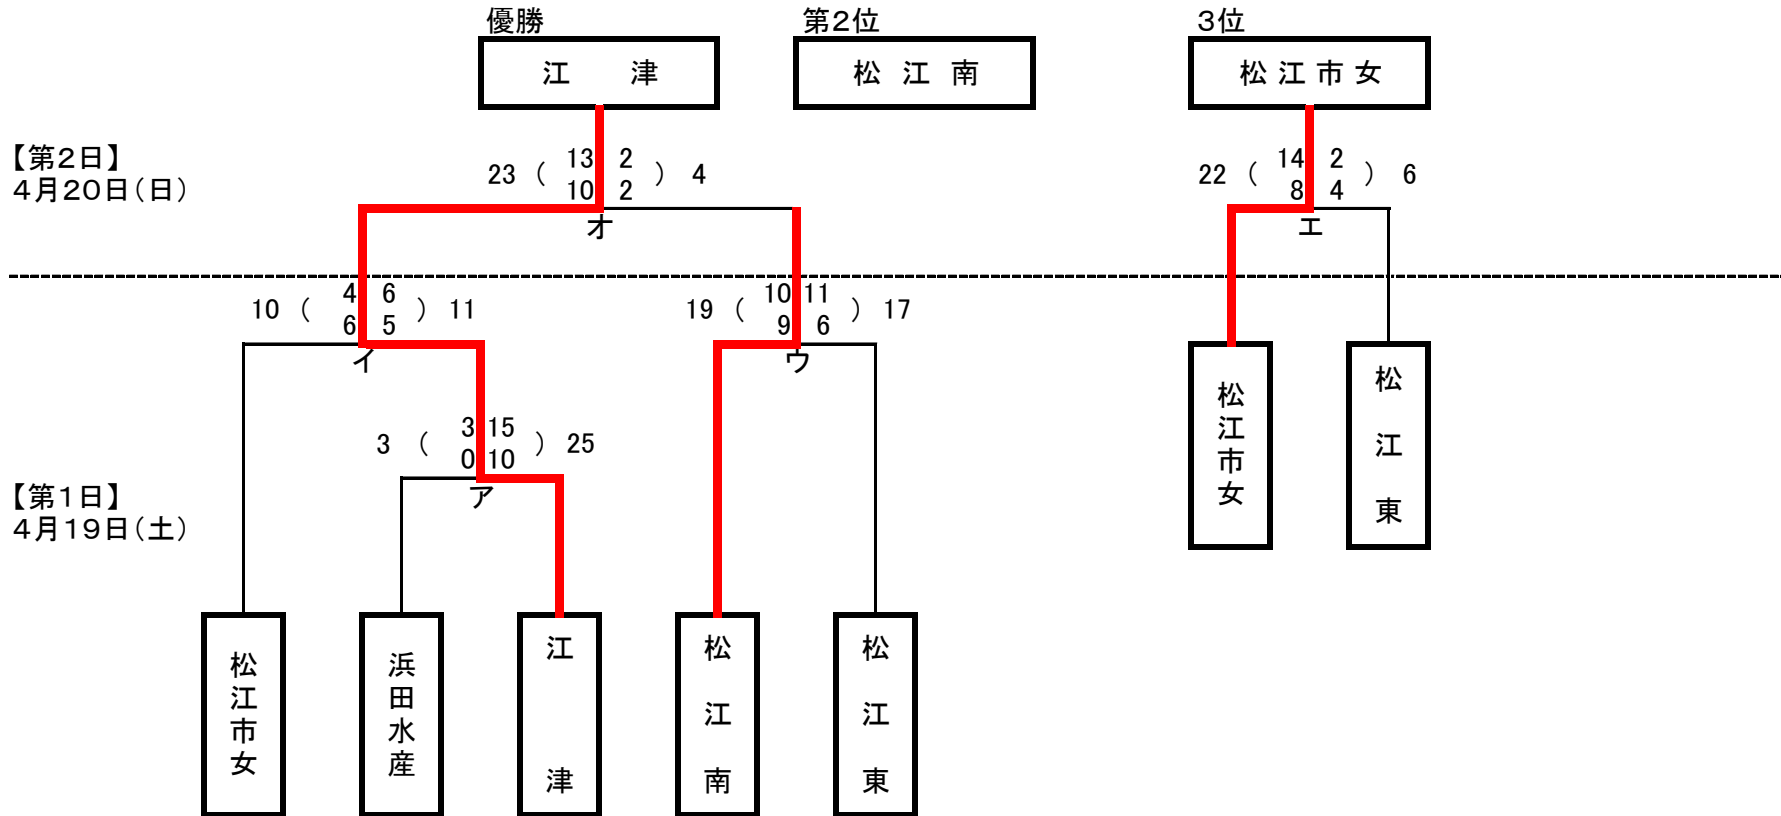 優勝 第２位 ３位
江 津 松 江 南 松 江 市 女
【第２日】
４月２０日（日）
13 2 14 2
23 ( ) 4 22 ( ) 6
10 2 8 4
オ エ
4 6 10 11
10 ( ) 11 19 ( ) 17
6 5 9 6
イ ウ
松江市女
松江東
3 15
3 ( ) 25
0 10
ア
【第１日】
４月１９日（土）
松江市女
浜田水産
江津
松江南
松江東